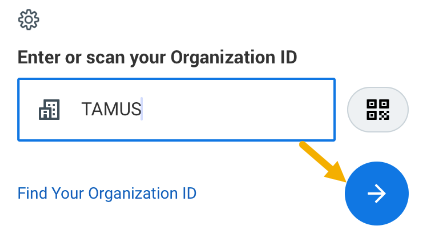 Enter or scan your Organization ID
TAMUS
Find Your Organization ID